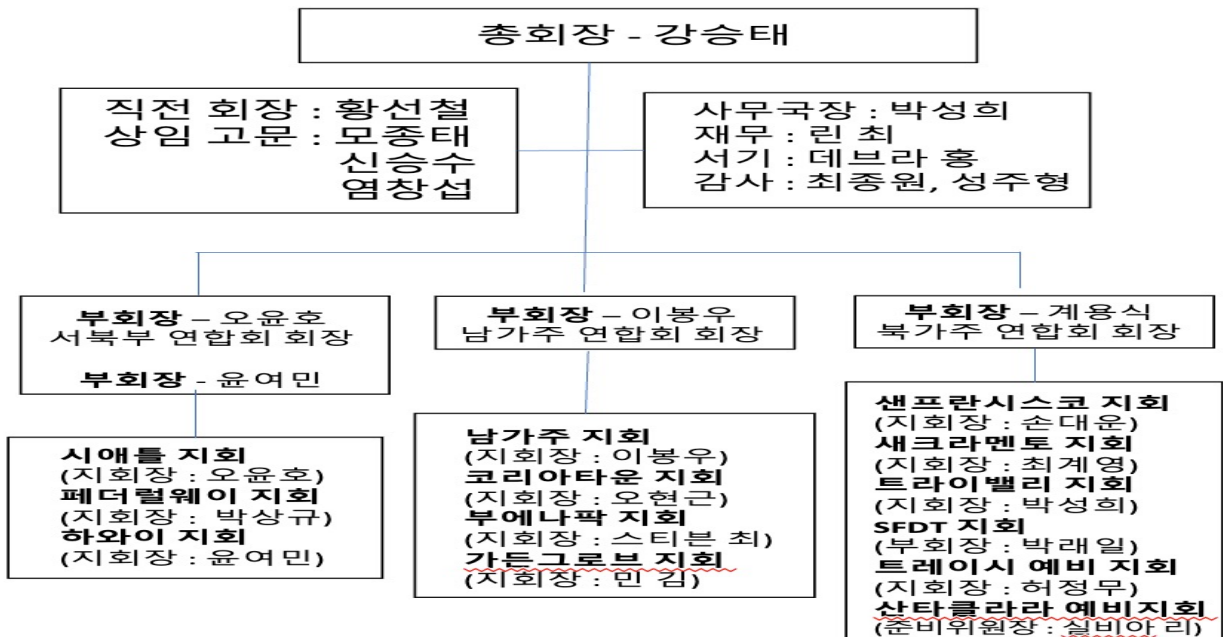 총회장 - 강승태
직전 회장 : 황선철
상임 고문 : 모종태
신승수
염창섭
사무국장 : 박성희
재무 : 린 최
서기 : 데브라 홍
감사 : 최종원, 성주형
부회장 – 오윤호
서북부 연합회 회장
부회장 - 윤여민
부회장 – 이봉우
남가주 연합회 회장
부회장 – 계용식
북가주 연합회 회장
시애틀 지회
(지회장 : 오윤호)
페더럴웨이 지회
(지회장 : 박상규)
하와이 지회
(지회장 : 윤여민)
남가주 지회
(지회장 : 이봉우)
코리아타운 지회
(지회장 : 오현근)
부에나팍 지회
(지회장 : 스티븐 최)
가든그로브 지회
(지회장 : 민 김)
샌프란시스코 지회
(지회장 : 손대운)
새크라멘토 지회
(지회장 : 최계영)
트라이밸리 지회
(지회장 : 박성희)
SFDT 지회
(부회장 : 박래일)
트레이시 예비 지회
(지회장 : 허정무)
산타클라라 예비지회
(준비위원장 : 실비아 리)